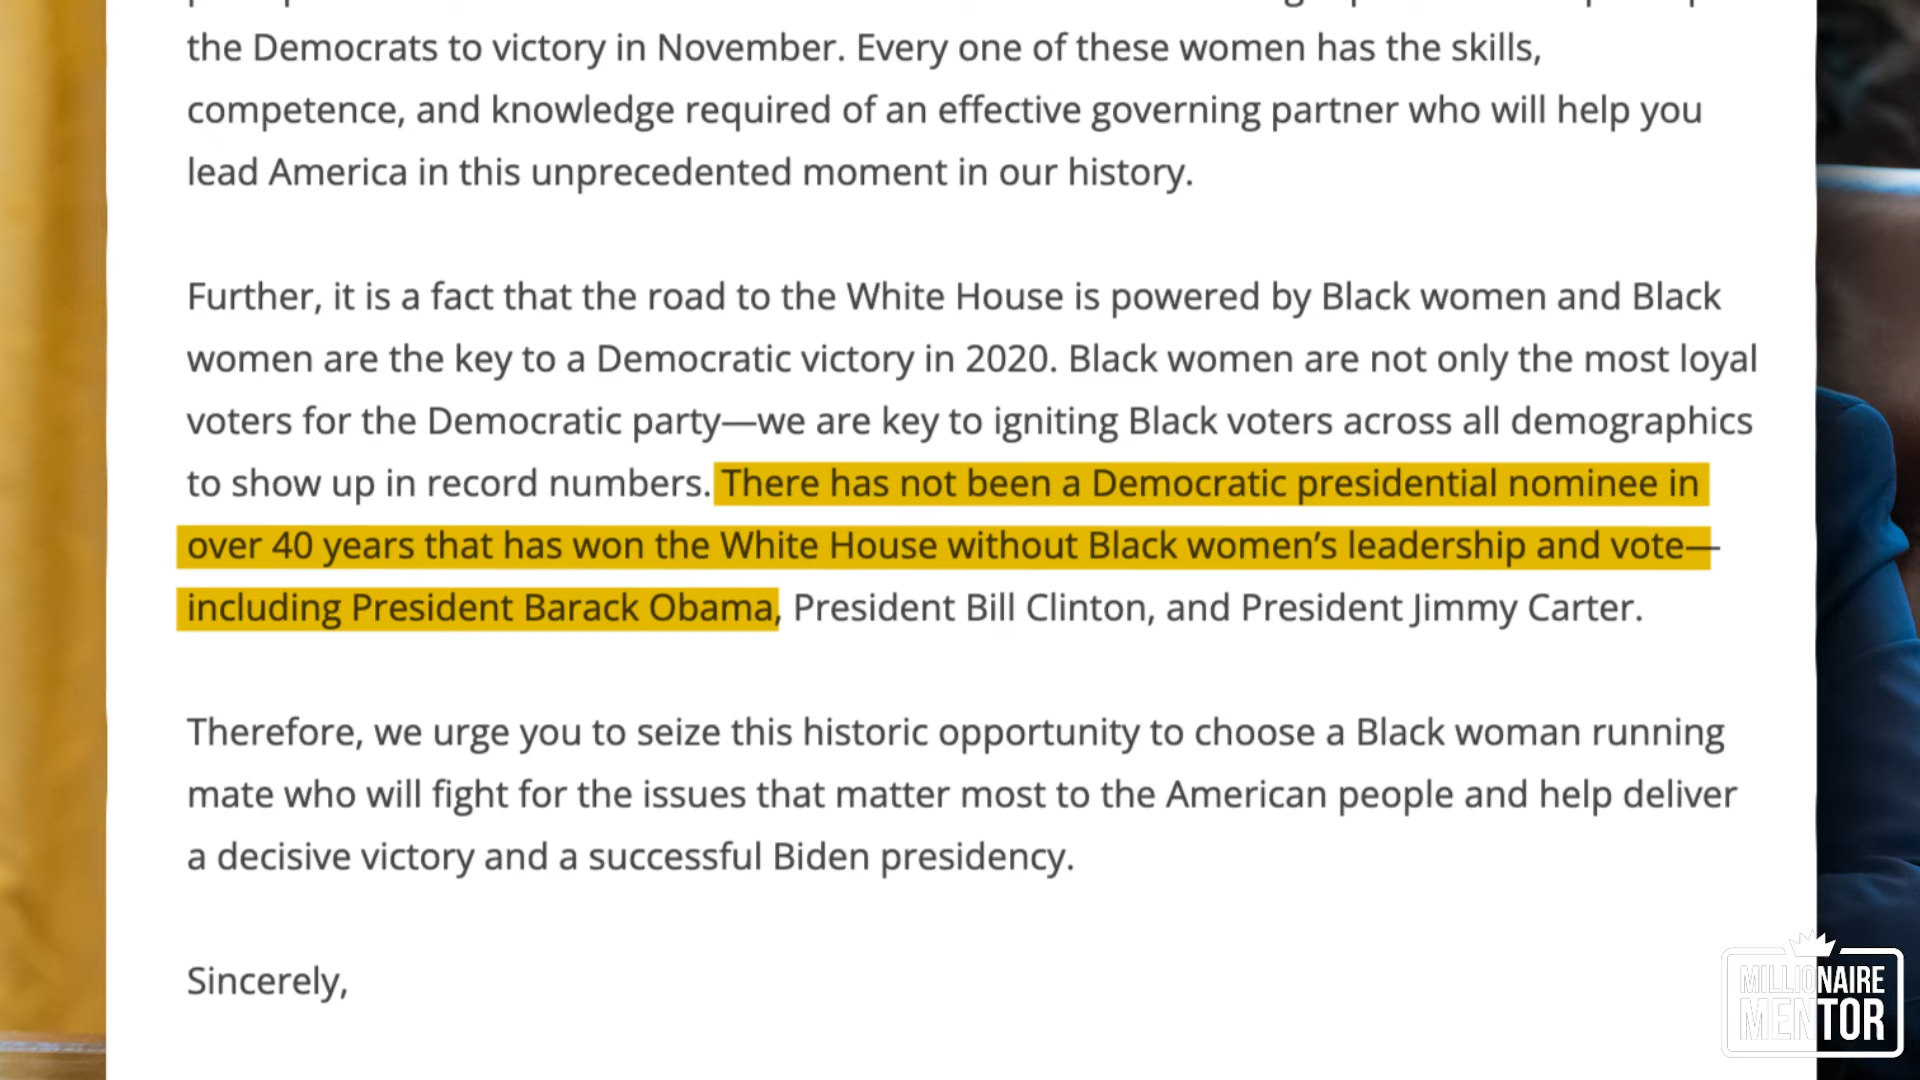 the Democrats to victory in November. Every one of these women has the skills,
competence, and knowledge required of an effective governing partner who will help you
lead America in this unprecedented moment in our history.
Further, it is a fact that the road to the White House is powered by Black women and Black
women are the key to a Democratic victory in 2020. Black women are not only the most loyal
voters for the Democratic party—we are key to igniting Black voters across all demographics
to show up in record numbers. There has not been a Democratic presidential nominee in
over 40 years that has won the White House without Black women’s leadership and vote—
including President Barack Obama, President Bill Clinton, and President Jimmy Carter.
Therefore, we urge you to seize this historic opportunity to choose a Black woman running
mate who will fight for the issues that matter most to the American people and help deliver
a decisive victory and a successful Biden presidency.
Sincerely,
MILLIONAIRE
MENTOR